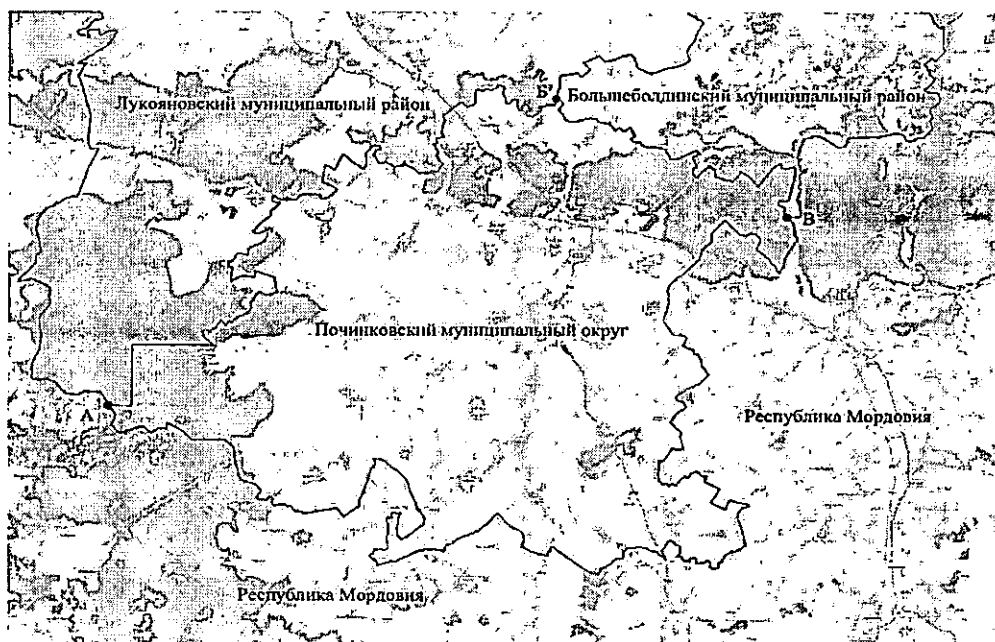 Лукояновский муниципальный район
Б
Большеболдинский муниципальный район
В
Починковский муниципальный округ
А
Республика Мордовия
Республика Мордовия